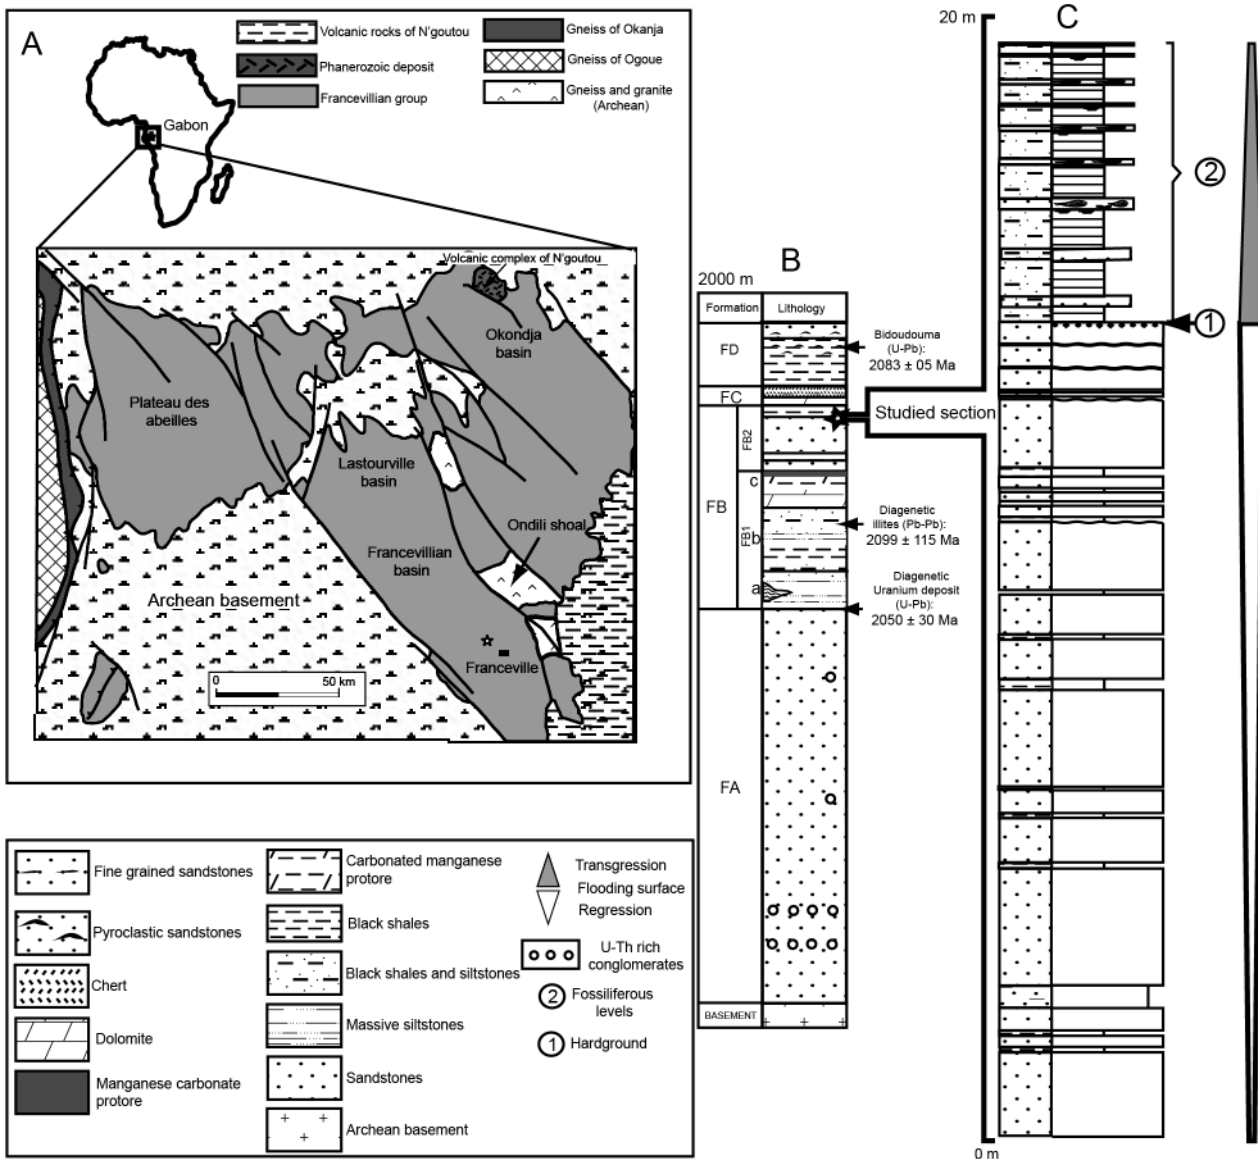 A
Volcanic rocks of N'goutou
Phanerozoic deposit
Francevillian group
Gneiss of Okanja
Gneiss of Ogoue
Gneiss and granite
(Archean)
Gabon
Volcanic complex of N'goutou
Okondja
basin
Plateau des
abeilles
Lastourville
basin
Ondili shoal
Francevillian
basin
Archean basement
Franceville
0
50 km
B
2000 m
Formation
Lithology
FD
FC
FB
FB2
FB1
c
b
a
FA
BASEMENT
Bidoudouma
(U-Pb):
2083 ± 05 Ma
Studied section
Diagenetic
illites (Pb-Pb):
2099 ± 115 Ma
Diagenetic
Uranium deposit
(U-Pb):
2050 ± 30 Ma
C
20 m
2
1
0 m
Fine grained sandstones
Pyroclastic sandstones
Chert
Dolomite
Manganese carbonate
protore
Carbonated manganese
protore
Black shales
Black shales and siltstones
Massive siltstones
Sandstones
Archean basement
Transgression
Flooding surface
Regression
U-Th rich
conglomerates
2 Fossiliferous
levels
1 Hardground